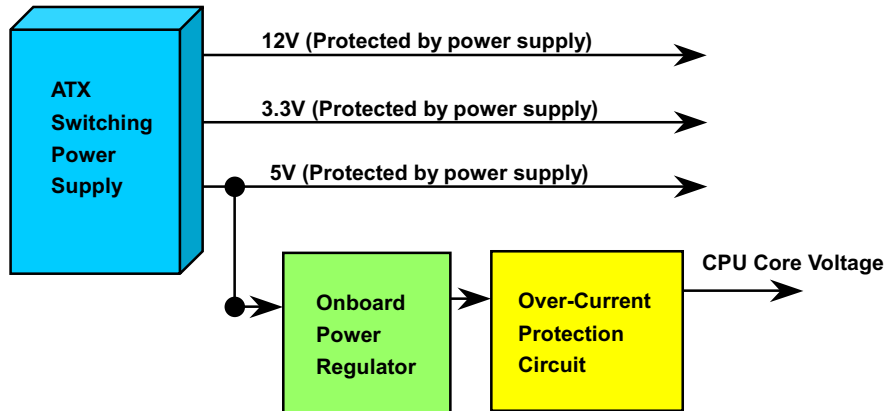 12V (Protected by power supply)
ATX
Switching
Power
Supply
3.3V (Protected by power supply)
5V (Protected by power supply)
CPU Core Voltage
Onboard
Power
Regulator
Over-Current
Protection
Circuit